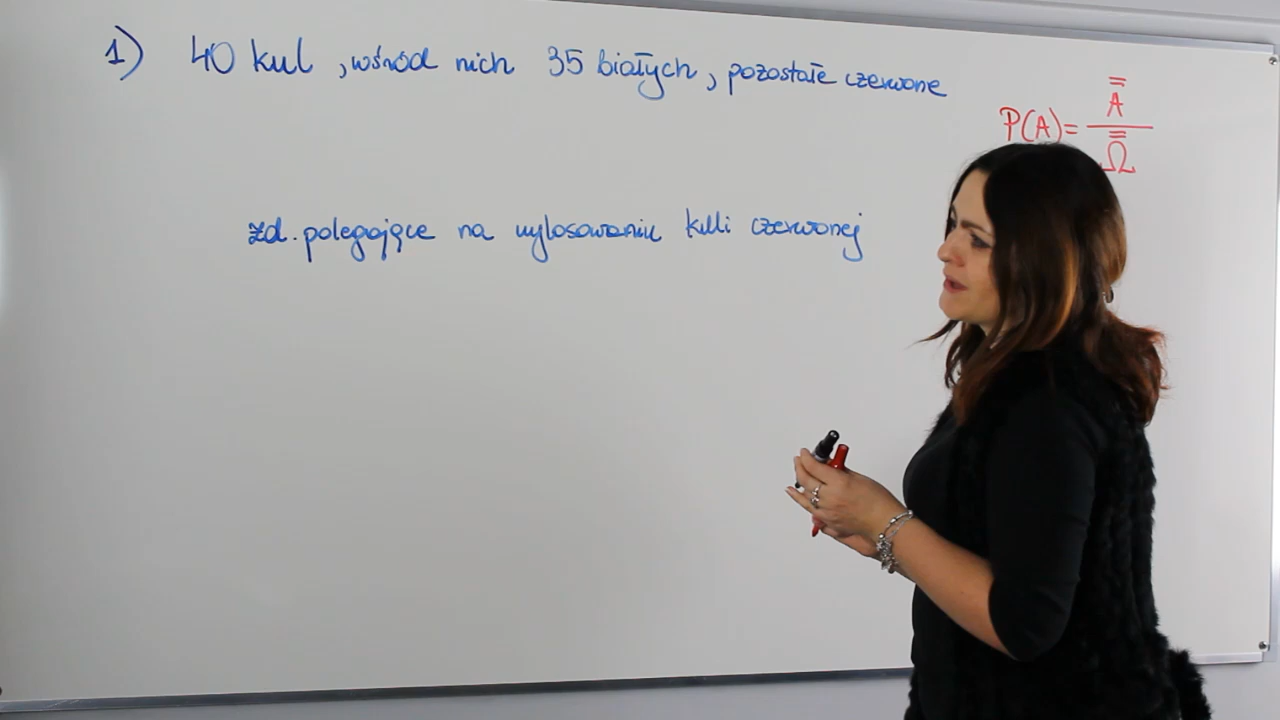 1) 40 kul , wśród nich 35 białych, pozostałe czerwone
P(A) = A̿ / Ω̿
zd. polegające na wylosowaniu kuli czerwonej